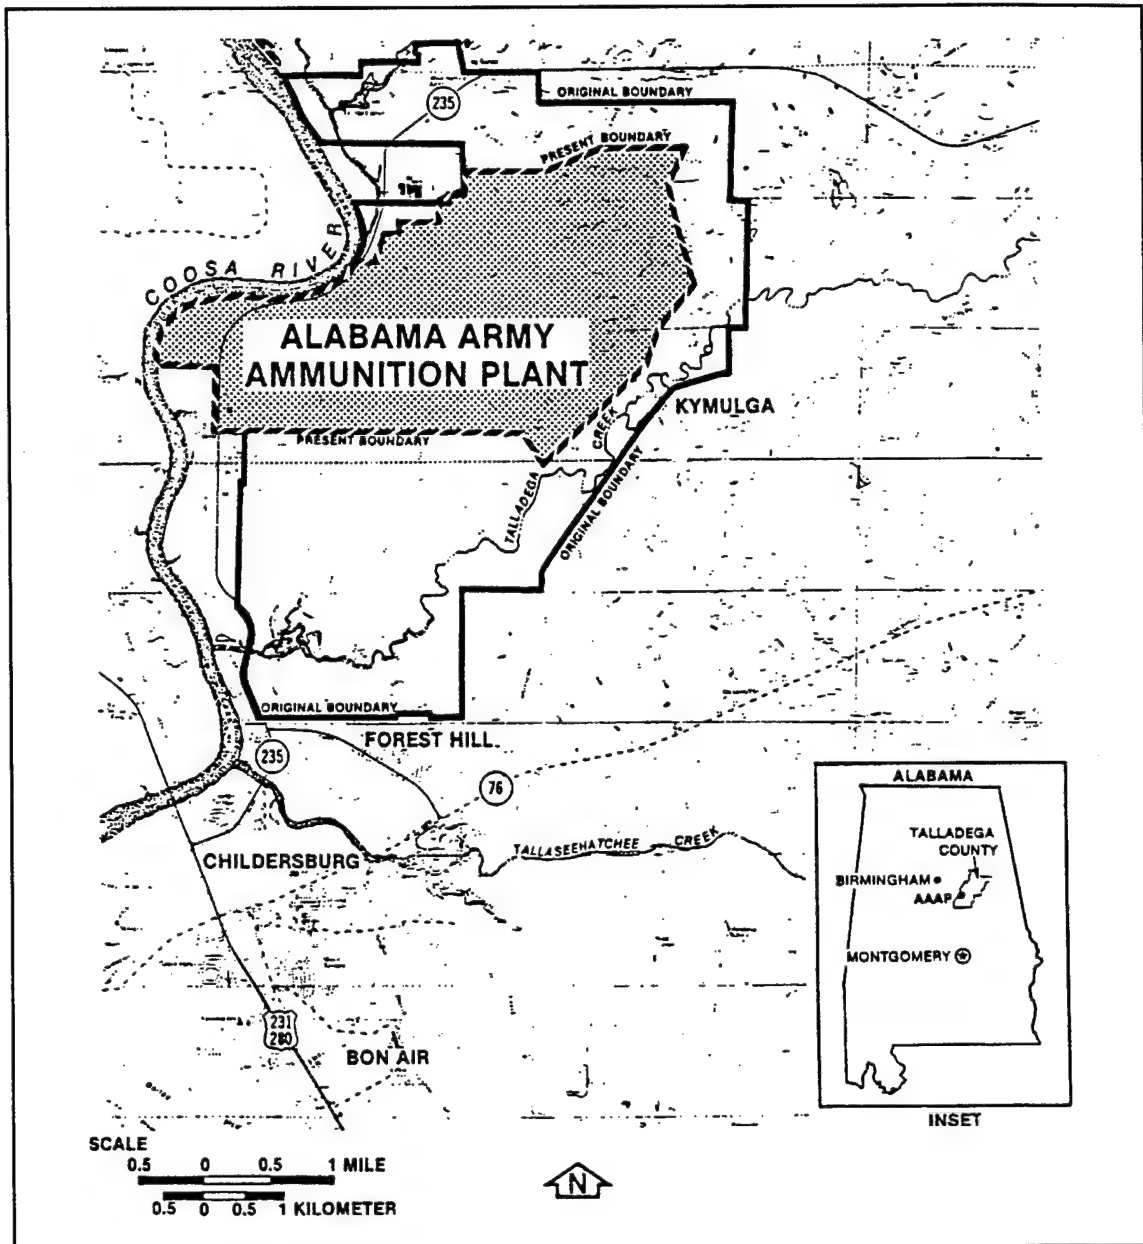 235
ORIGINAL BOUNDARY
PRESENT BOUNDARY
COOSA RIVER
ALABAMA ARMY
AMMUNITION PLANT
KYMULGA
PRESENT BOUNDARY
TALLADEGA CREEK
ORIGINAL BOUNDARY
ORIGINAL BOUNDARY
FOREST HILL
235
76
CHILDERSBURG
TALLASEEHATCHEE CREEK
231
280
BON AIR
ALABAMA
TALLADEGA
COUNTY
BIRMINGHAM
AAAP
MONTGOMERY
INSET
SCALE
0.5 0 0.5 1 MILE
0.5 0 0.5 1 KILOMETER
N